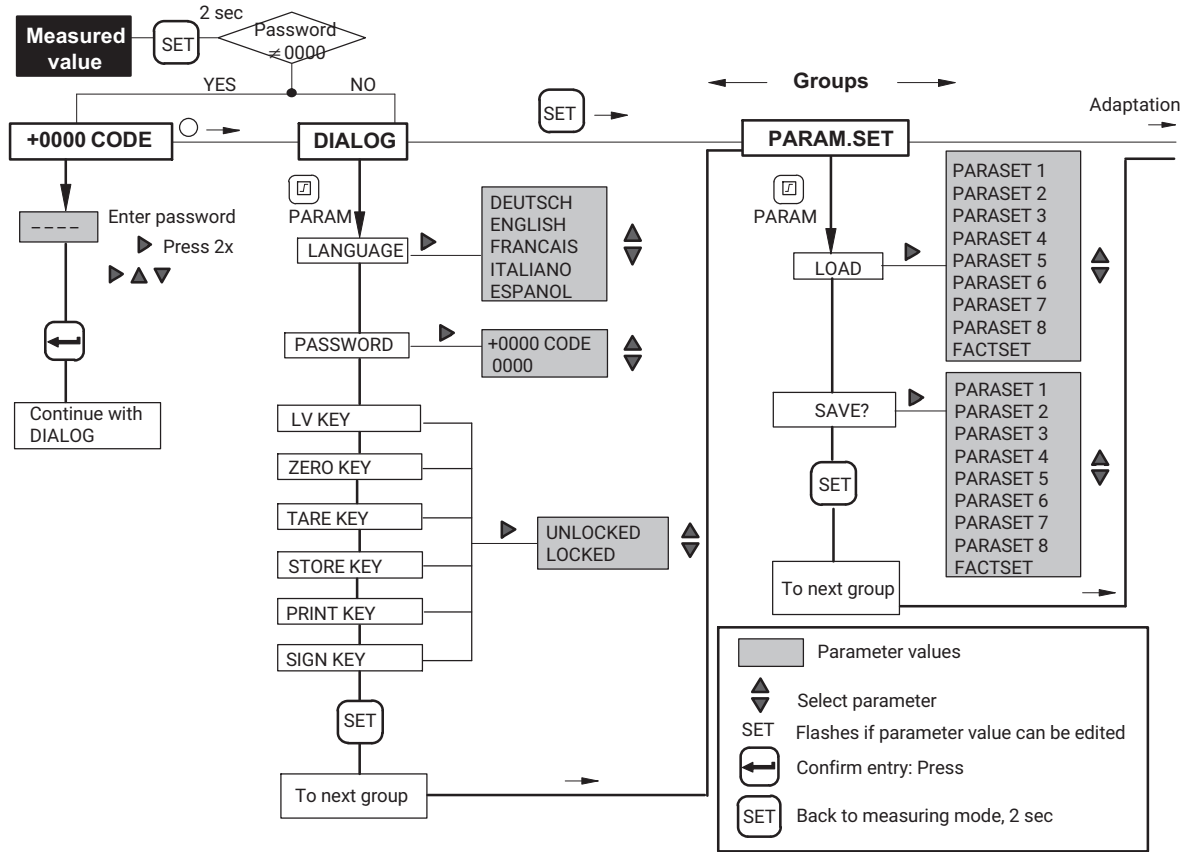 2 sec
Measured
value
SET
Password
≠0000
YES
NO
Groups
SET
Adaptation
+0000 CODE
DIALOG
PARAM.SET
Enter password
----
Press 2x
Continue with
DIALOG
PARAM
LANGUAGE
DEUTSCH
ENGLISH
FRANCAIS
ITALIANO
ESPANOL
PASSWORD
+0000 CODE
0000
LV KEY
ZERO KEY
TARE KEY
STORE KEY
PRINT KEY
SIGN KEY
UNLOCKED
LOCKED
SET
To next group
PARAM
LOAD
PARASET 1
PARASET 2
PARASET 3
PARASET 4
PARASET 5
PARASET 6
PARASET 7
PARASET 8
FACTSET
SAVE?
PARASET 1
PARASET 2
PARASET 3
PARASET 4
PARASET 5
PARASET 6
PARASET 7
PARASET 8
FACTSET
SET
To next group
Parameter values
Select parameter
SET Flashes if parameter value can be edited
Confirm entry: Press
SET Back to measuring mode, 2 sec